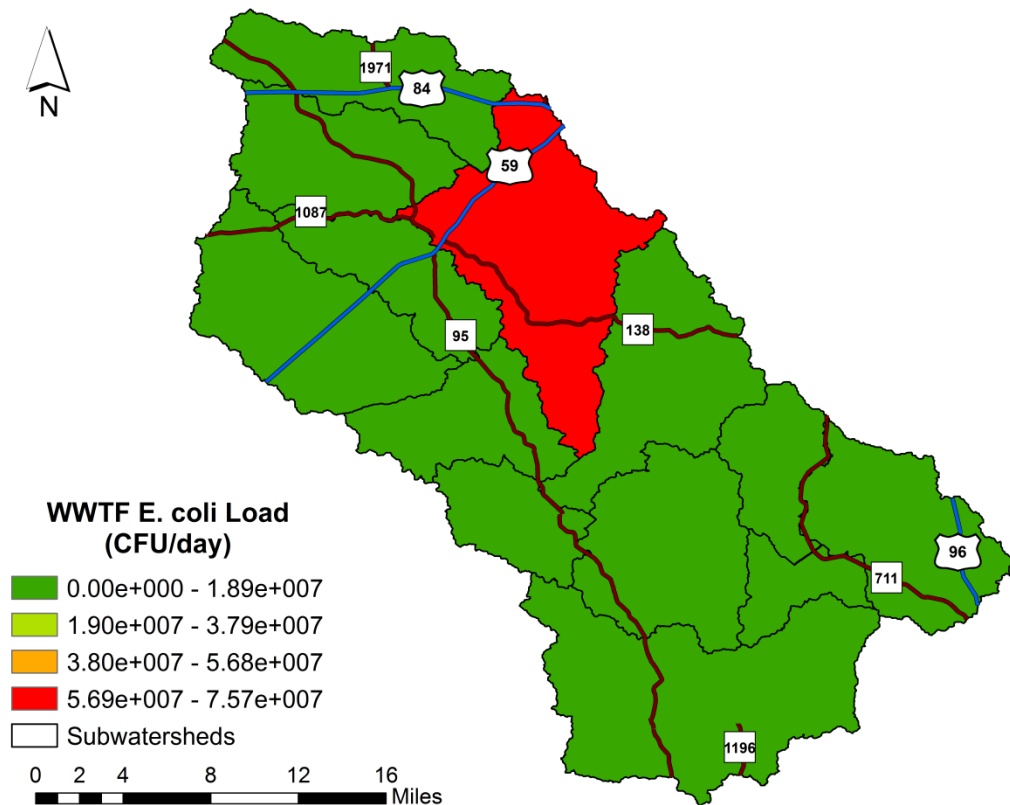 1971
84
N
59
1087
95
138
WWTF E. coli Load
(CFU/day)
0.00e+000 - 1.89e+007
1.90e+007 - 3.79e+007
3.80e+007 - 5.68e+007
5.69e+007 - 7.57e+007
Subwatersheds
96
711
1196
0 2 4 8 12 16
Miles